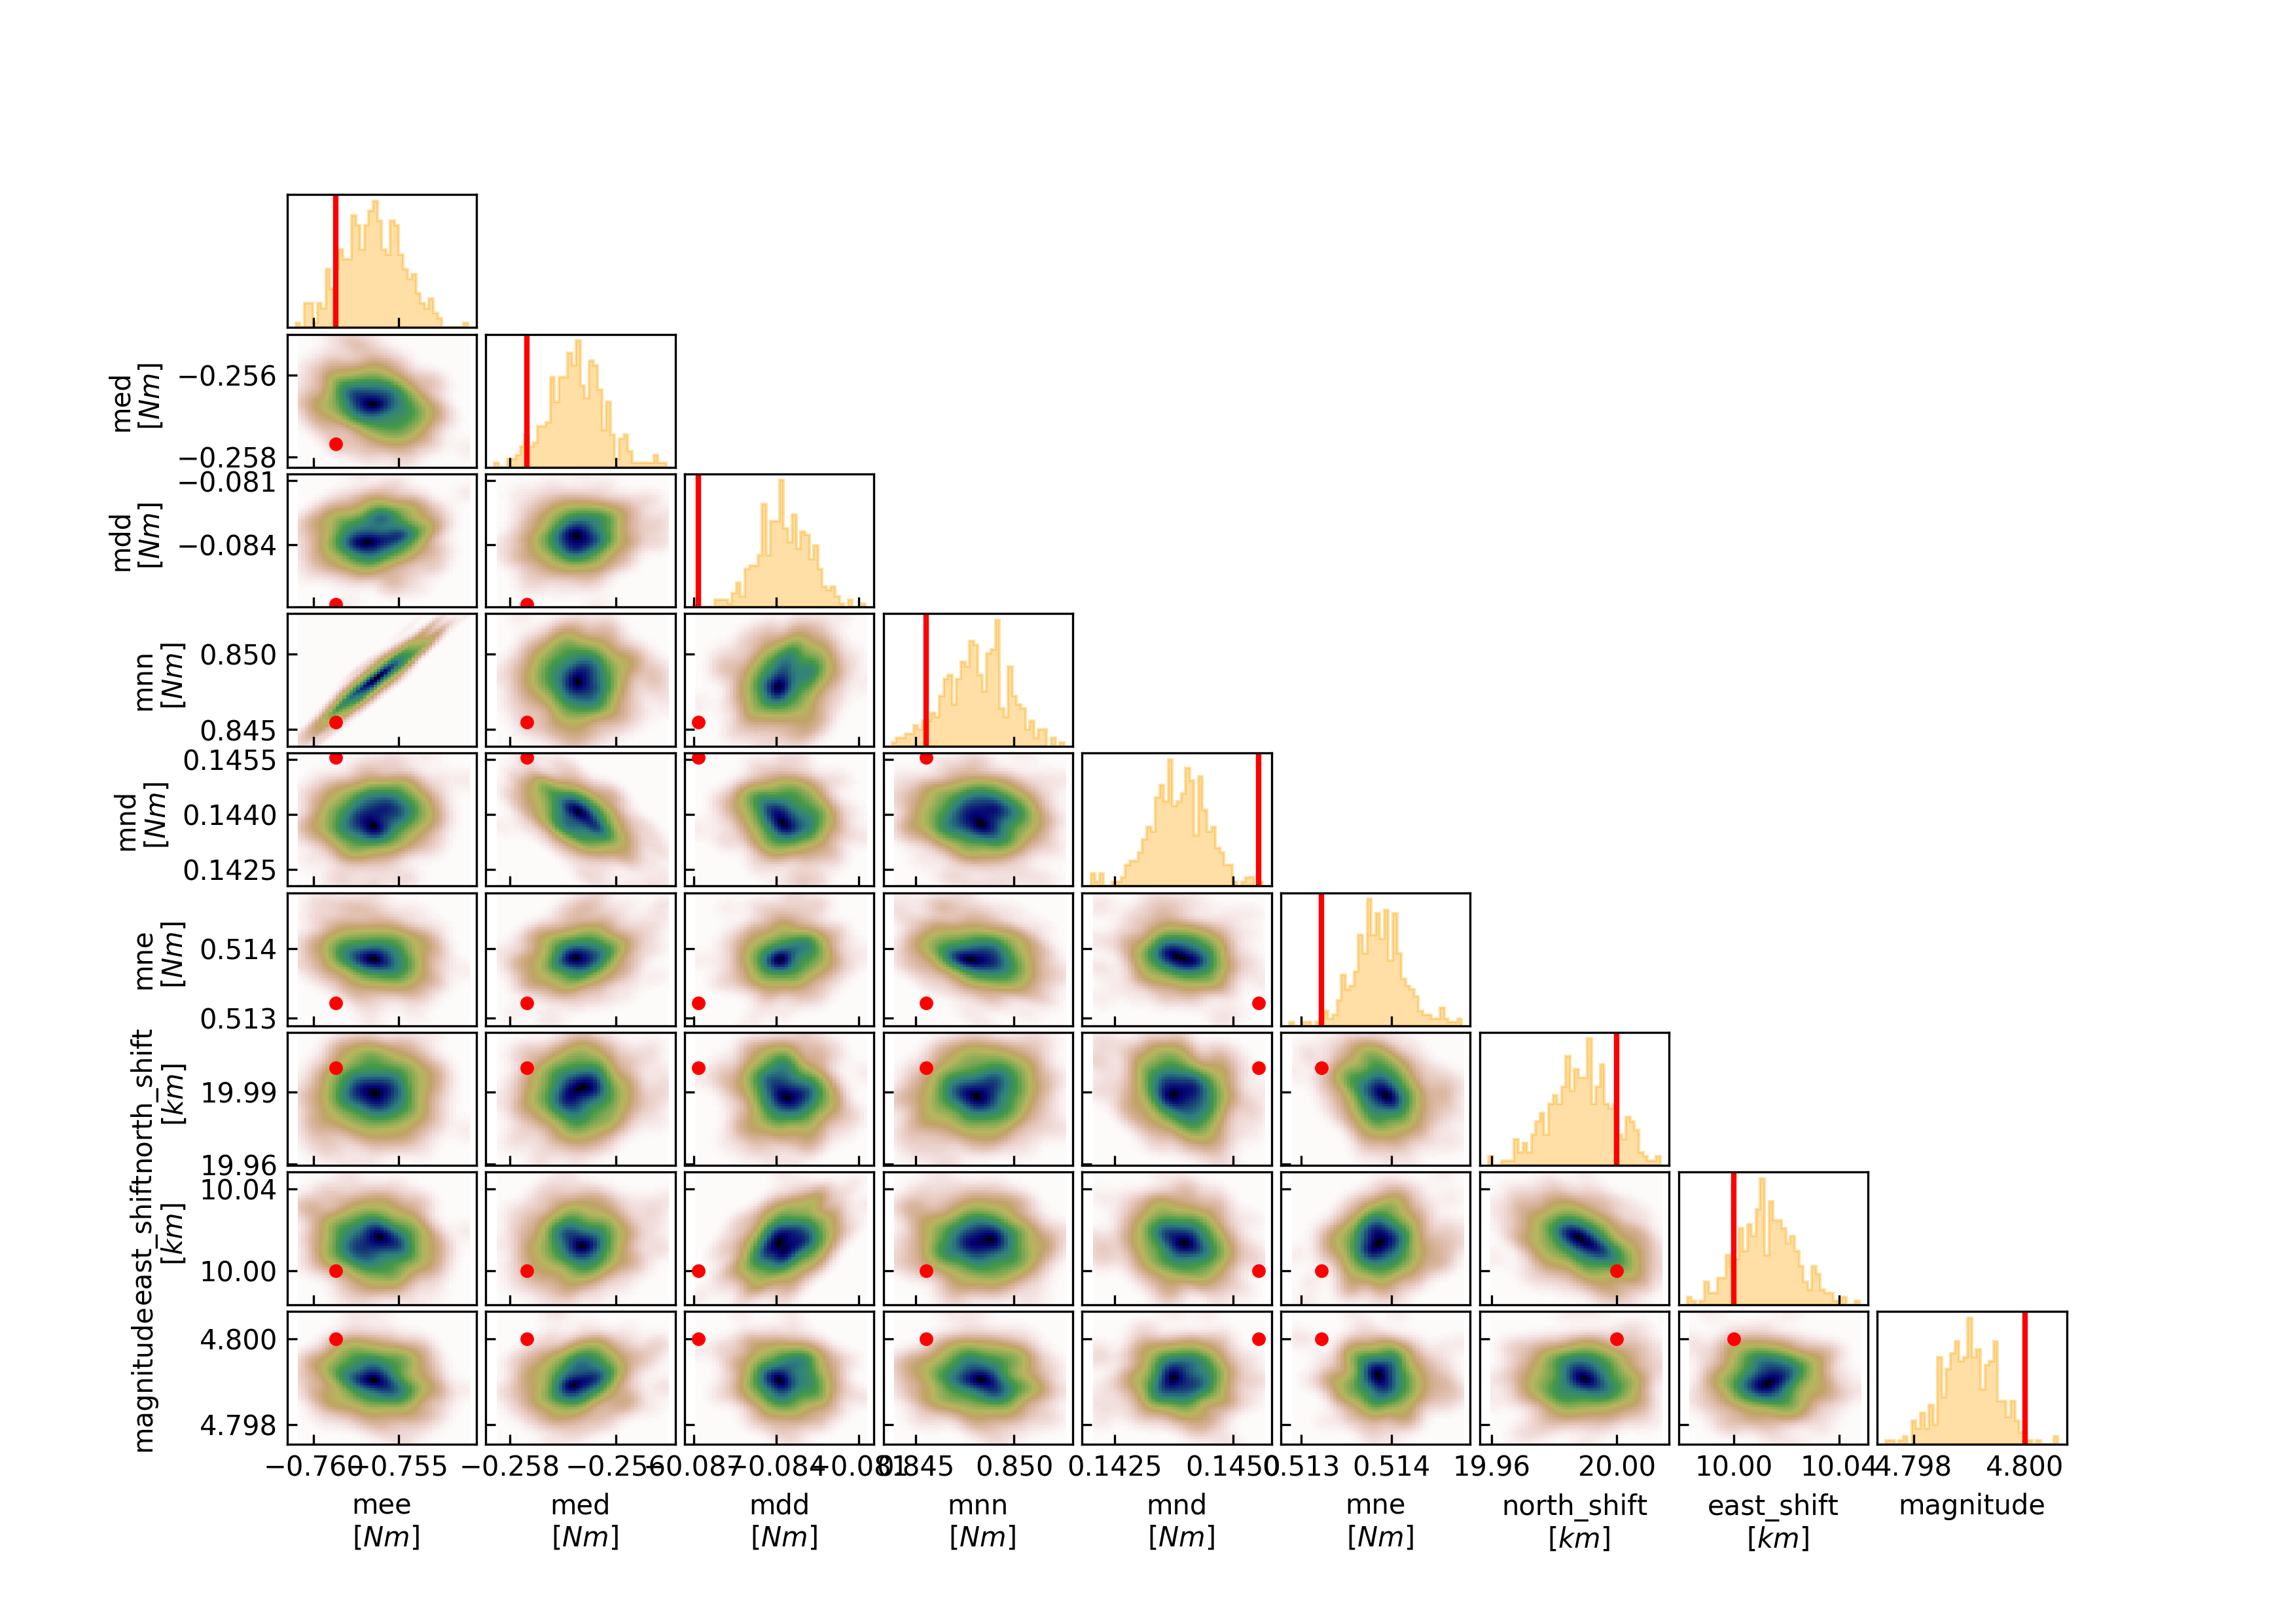 med
[Nm]
−0.256
−0.258
mdd
[Nm]
−0.081
−0.084
mnn
[Nm]
0.850
0.845
mnd
[Nm]
0.1455
0.1440
0.1425
mne
[Nm]
0.514
0.513
north_shift
[km]
19.99
19.96
east_shift
[km]
10.04
10.00
magnitude
4.800
4.798
−0.760 −0.755 −0.258 −0.256 −0.087 −0.084 −0.081 0.845 0.850 0.1425 0.1450 0.513 0.514 19.96 20.00 10.00 10.04 4.798 4.800
mee med mdd mnn mnd mne north_shift east_shift magnitude
[Nm] [Nm] [Nm] [Nm] [Nm] [Nm] [km] [km]